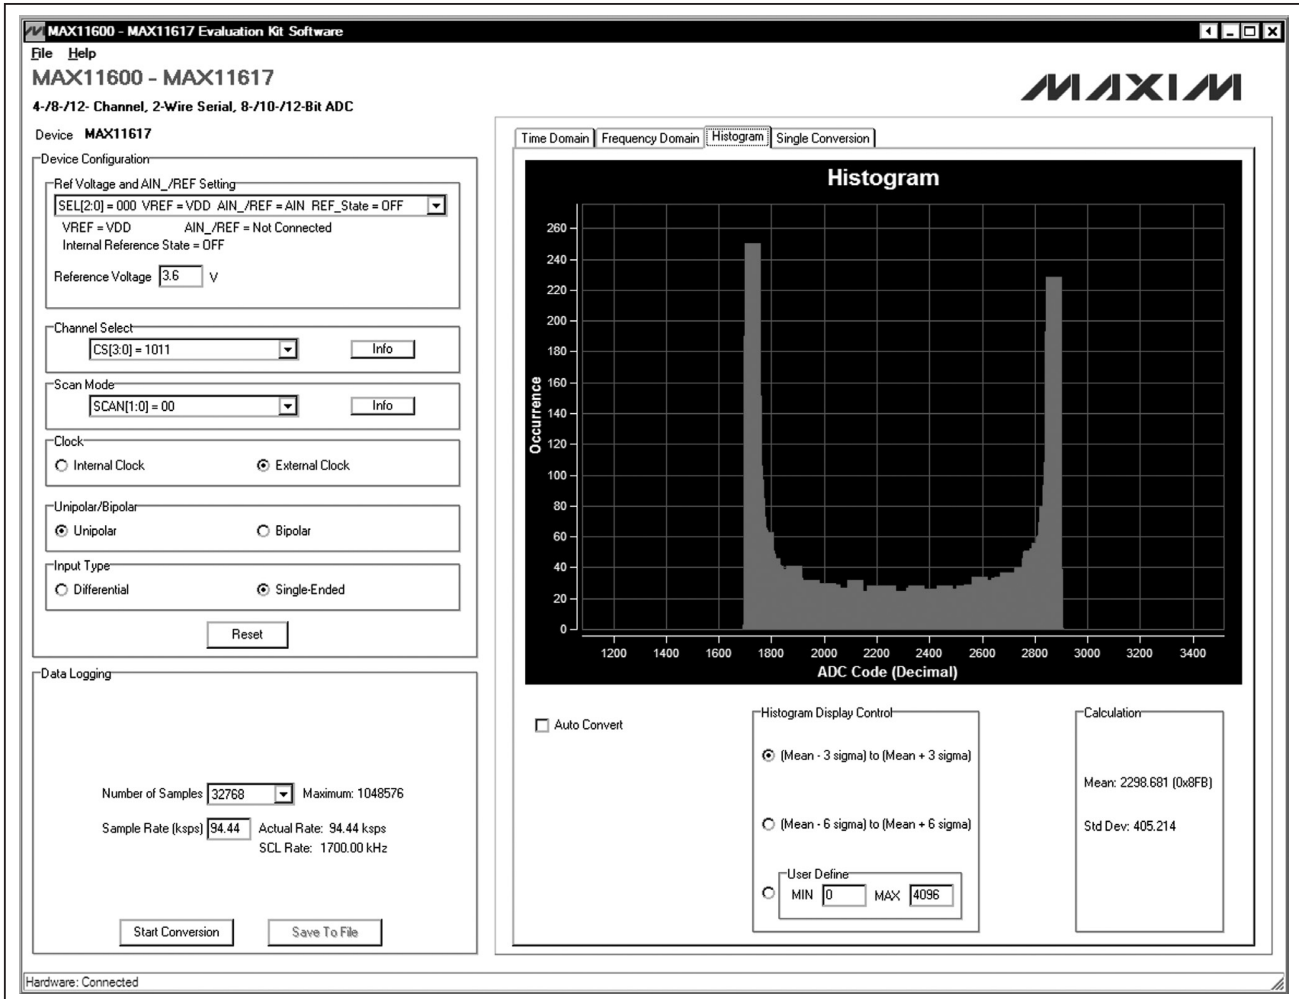 MAX11600 - MAX11617 Evaluation Kit Software
File Help
MAX11600 - MAX11617
MAXIM
4-/8-/12- Channel, 2-Wire Serial, 8-/10-/12-Bit ADC
Device MAX11617
Device Configuration
Ref Voltage and AIN_/REF Setting
SEL[2:0] = 000 VREF = VDD AIN_/REF = AIN REF_State = OFF
VREF = VDD AIN_/REF = Not Connected
Internal Reference State = OFF
Reference Voltage 3.6 V
Channel Select
CS[3:0] = 1011 Info
Scan Mode
SCAN[1:0] = 00 Info
Clock
Internal Clock External Clock
Unipolar/Bipolar
Unipolar Bipolar
Input Type
Differential Single-Ended
Reset
Data Logging
Number of Samples 32768 Maximum: 1048576
Sample Rate (ksps) 94.44 Actual Rate: 94.44 ksps
SCL Rate: 1700.00 kHz
Start Conversion Save To File
Time Domain Frequency Domain Histogram Single Conversion
Histogram
Occurrence
260
240
220
200
180
160
140
120
100
80
60
40
20
0
1200 1400 1600 1800 2000 2200 2400 2600 2800 3000 3200 3400
ADC Code (Decimal)
Auto Convert
Histogram Display Control
(Mean - 3 sigma) to (Mean + 3 sigma)
(Mean - 6 sigma) to (Mean + 6 sigma)
User Define
MIN 0 MAX 4096
Calculation
Mean: 2298.681 (0x8FB)
Std Dev: 405.214
Hardware: Connected